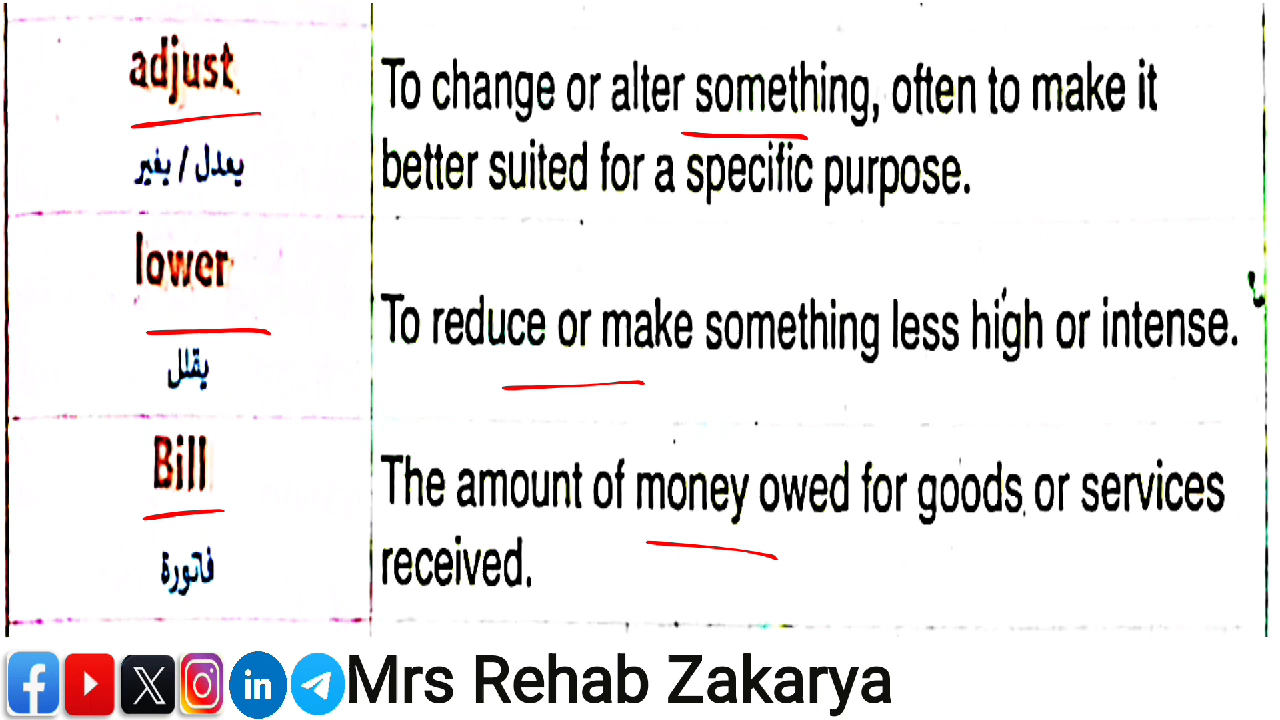 adjust
يعدل / يغير
To change or alter something, often to make it
better suited for a specific purpose.
lower
يقلل
To reduce or make something less high or intense.
Bill
فاتورة
The amount of money owed for goods or services
received.
Mrs Rehab Zakarya